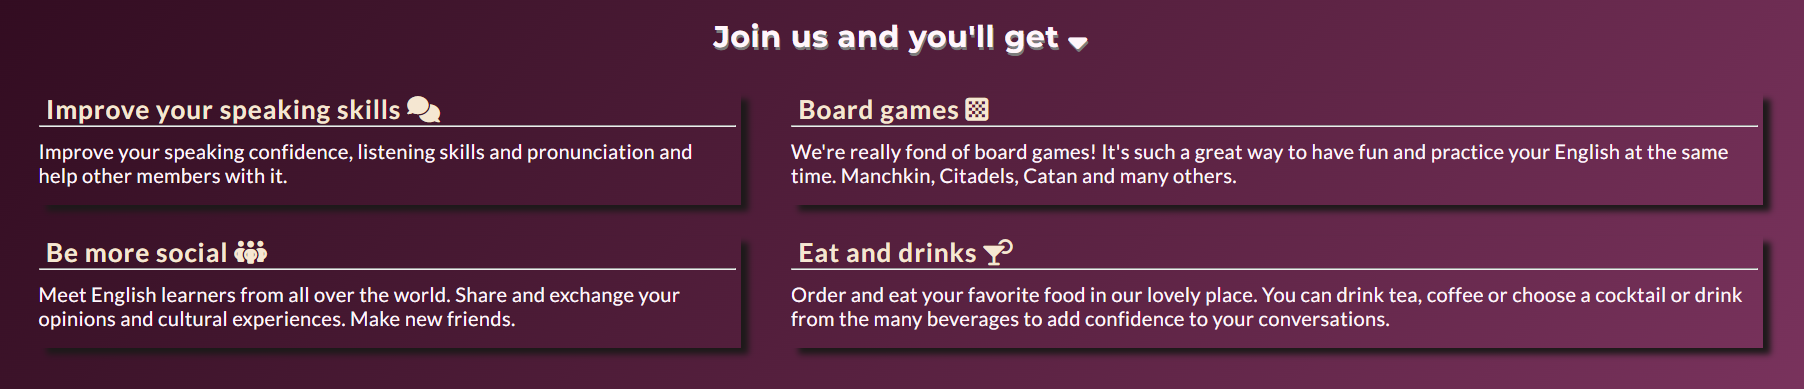 Join us and you'll get
Improve your speaking skills
Improve your speaking confidence, listening skills and pronunciation and
help other members with it.
Board games
We're really fond of board games! It's such a great way to have fun and practice your English at the same
time. Manchkin, Citadels, Catan and many others.
Be more social
Meet English learners from all over the world. Share and exchange your
opinions and cultural experiences. Make new friends.
Eat and drinks
Order and eat your favorite food in our lovely place. You can drink tea, coffee or choose a cocktail or drink
from the many beverages to add confidence to your conversations.